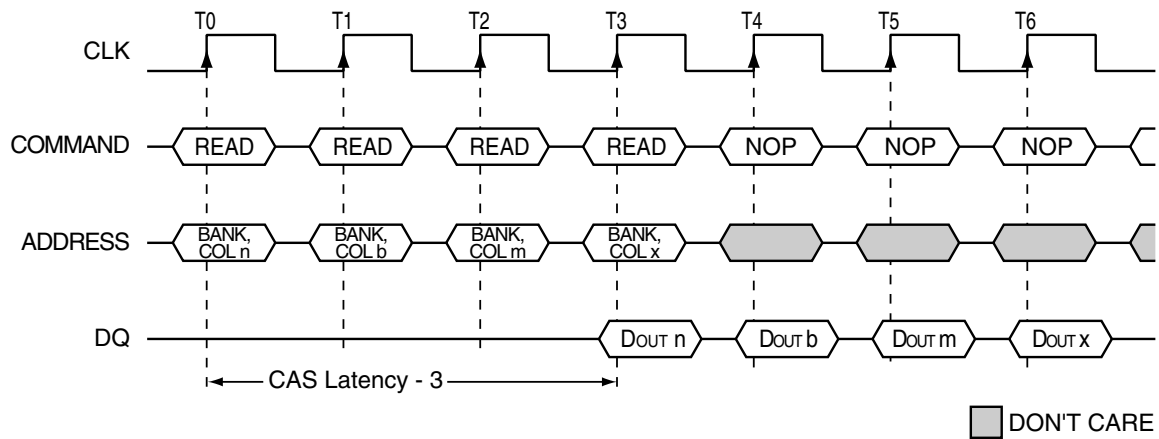 T0 T1 T2 T3 T4 T5 T6
CLK
COMMAND READ READ READ READ NOP NOP NOP
ADDRESS
BANK, BANK, BANK, BANK,
COL n COL b COL m COL x
DQ DOUT n DOUT b DOUT m DOUT x
CAS Latency - 3
DON'T CARE